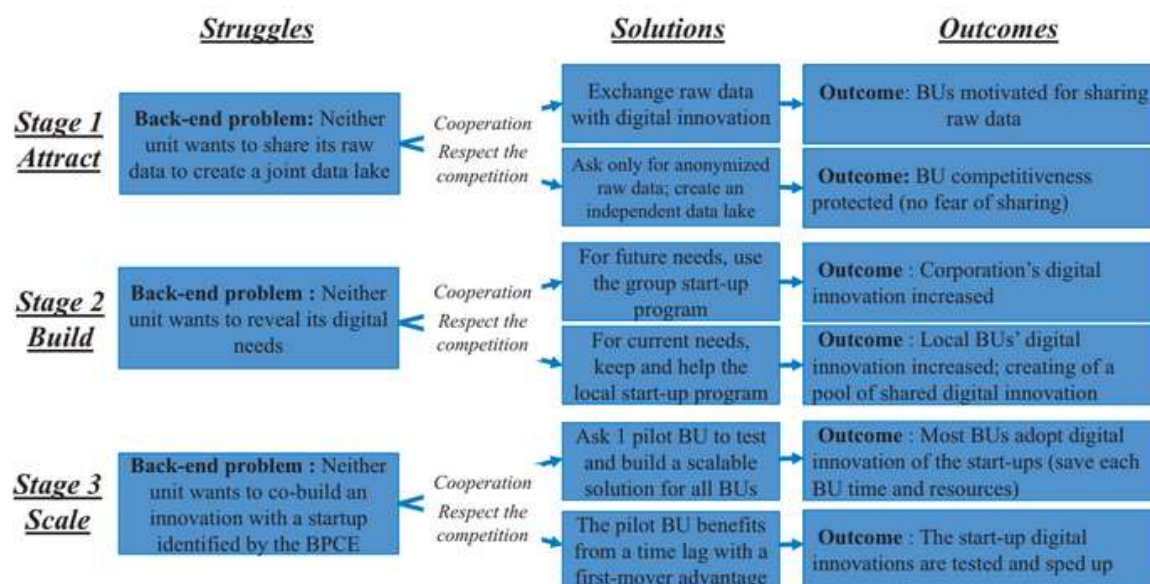 Struggles
Solutions
Outcomes
Stage 1
Attract
Back-end problem: Neither
unit wants to share its raw
data to create a joint data lake
Cooperation
Respect the
competition
Exchange raw data
with digital innovation
Outcome: BUs motivated for sharing
raw data
Ask only for anonymized
raw data; create an
independent data lake
Outcome: BU competitiveness
protected (no fear of sharing)
Stage 2
Build
Back-end problem : Neither
unit wants to reveal its digital
needs
Cooperation
Respect the
competition
For future needs, use
the group start-up
program
Outcome : Corporation's digital
innovation increased
For current needs,
keep and help the
local start-up program
Outcome : Local BUs' digital
innovation increased; creating of a
pool of shared digital innovation
Stage 3
Scale
Back-end problem : Neither
unit wants to co-build an
innovation with a startup
identified by the BPCE
Cooperation
Respect the
competition
Ask 1 pilot BU to test
and build a scalable
solution for all BUs
Outcome : Most BUs adopt digital
innovation of the start-ups (save each
BU time and resources)
The pilot BU benefits
from a time lag with a
first-mover advantage
Outcome : The start-up digital
innovations are tested and sped up